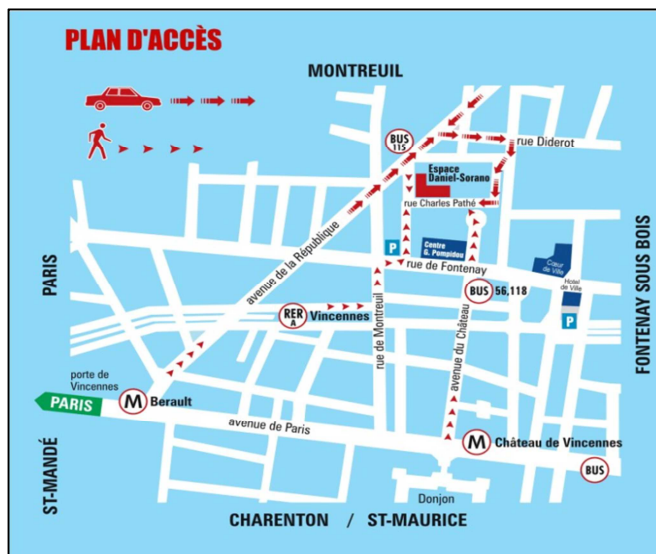 PLAN D'ACCÈS
MONTREUIL
BUS
115
rue Diderot
Espace
Daniel-Sorano
rue Charles Pathé
avenue de la République
P
Centre
G. Pompidou
rue de Fontenay
Cœur
de Ville
Hotel
de Ville
PARIS
FONTENAY SOUS BOIS
BUS
56,118
RER
A
Vincennes
P
rue de Montreuil
avenue du Château
porte de
Vincennes
PARIS
M
Berault
avenue de Paris
M
Château de Vincennes
BUS
ST-MANDÉ
Donjon
CHARENTON / ST-MAURICE